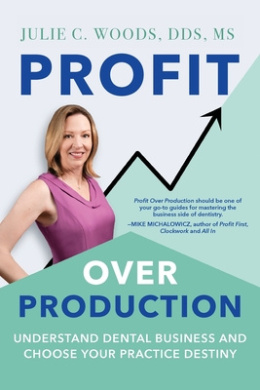 JULIE C. WOODS, DDS, MS
PROFIT
Profit Over Production should be one of
your go-to guides for mastering the
business side of dentistry.
–MIKE MICHALOWICZ, author of Profit First,
Clockwork and All in
OVER
PRODUCTION
UNDERSTAND DENTAL BUSINESS AND
CHOOSE YOUR PRACTICE DESTINY